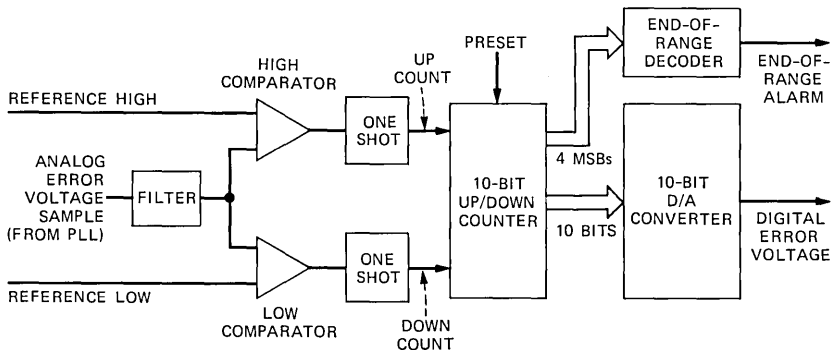 REFERENCE HIGH
ANALOG
ERROR
VOLTAGE
SAMPLE
(FROM PLL)
FILTER
REFERENCE LOW
HIGH
COMPARATOR
LOW
COMPARATOR
ONE
SHOT
ONE
SHOT
UP
COUNT
DOWN
COUNT
PRESET
10-BIT
UP/DOWN
COUNTER
4 MSBs
10 BITS
END-OF-
RANGE
DECODER
END-OF-
RANGE
ALARM
10-BIT
D/A
CONVERTER
DIGITAL
ERROR
VOLTAGE